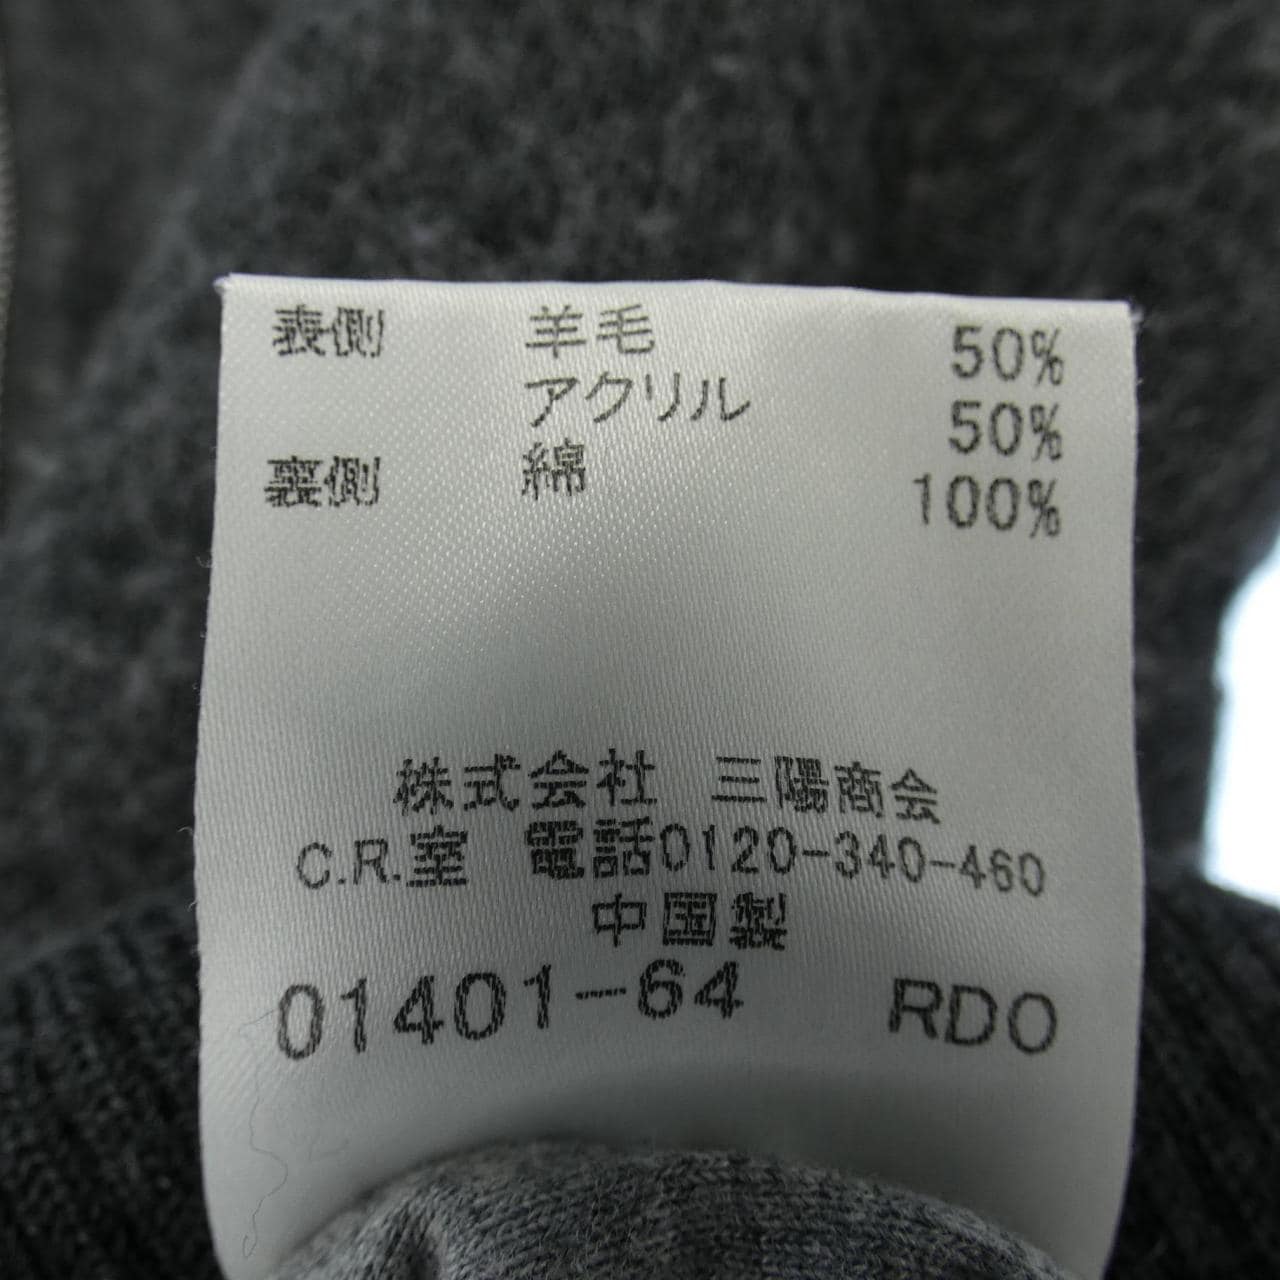 表側 羊毛 50%
アクリル 50%
裏側 綿 100%
株式会社 三陽商会
C.R.室 電話0120-340-460
中国製
01401-64 RDO